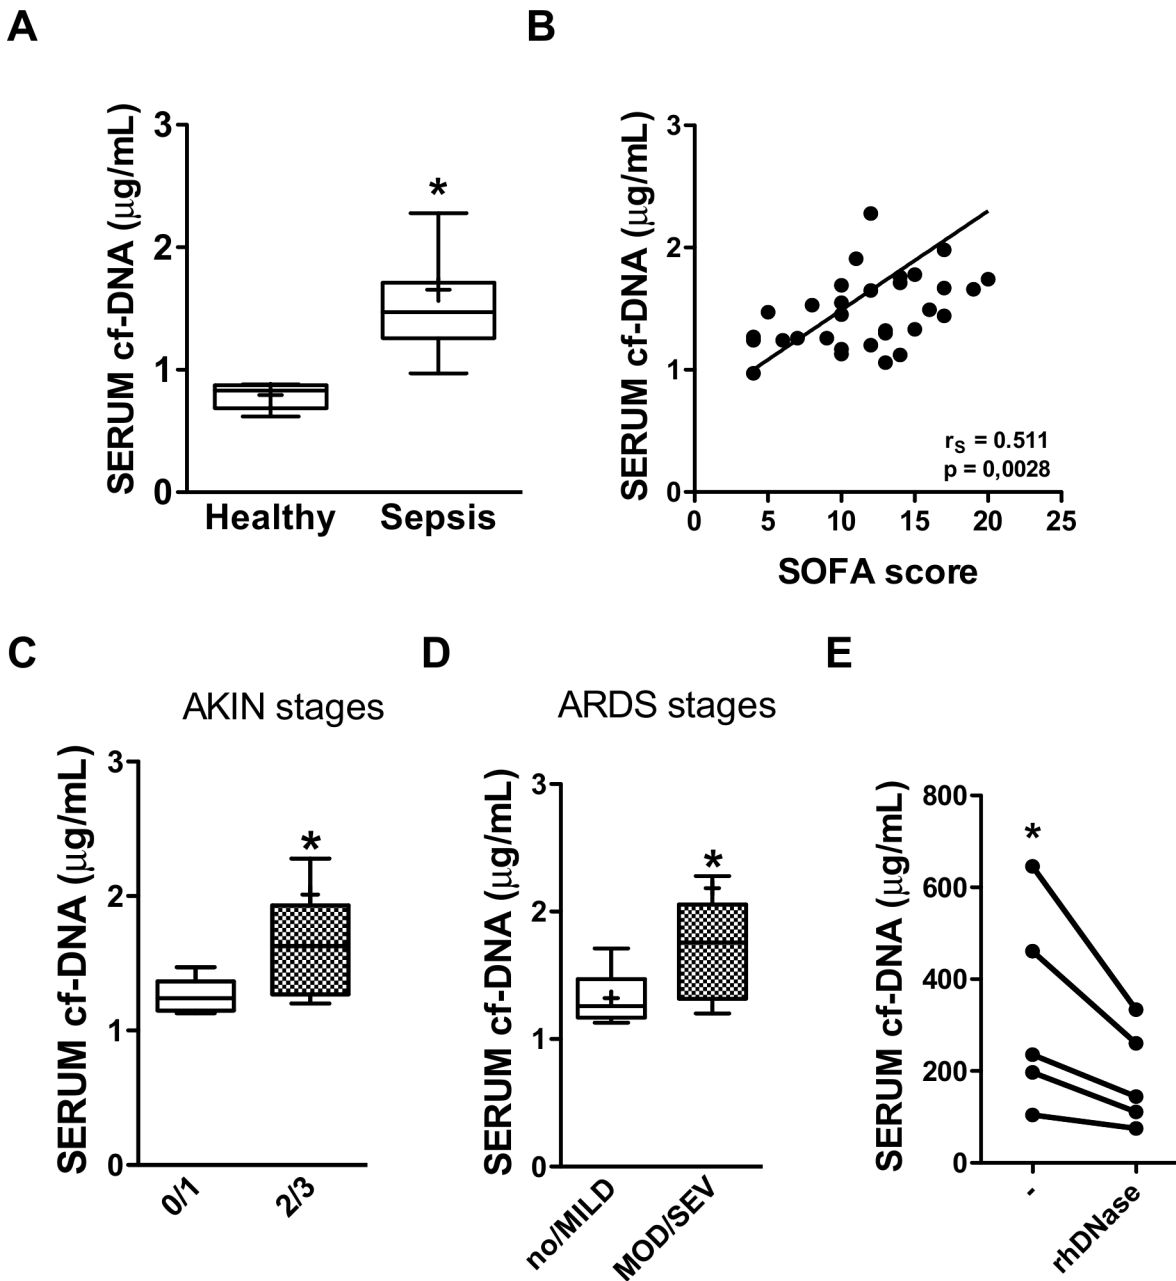 A
B
SERUM cf-DNA (μg/mL)
3
2
1
0
*
Healthy
Sepsis
SERUM cf-DNA (μg/mL)
3
2
1
0
0
5
10
15
20
25
rS = 0.511
p = 0,0028
SOFA score
C
D
E
AKIN stages
SERUM cf-DNA (μg/mL)
3
2
1
0
*
0/1
2/3
ARDS stages
SERUM cf-DNA (μg/mL)
3
2
1
0
*
no/MILD
MOD/SEV
SERUM cf-DNA (μg/mL)
800
600
400
200
0
*
-
rhDNase